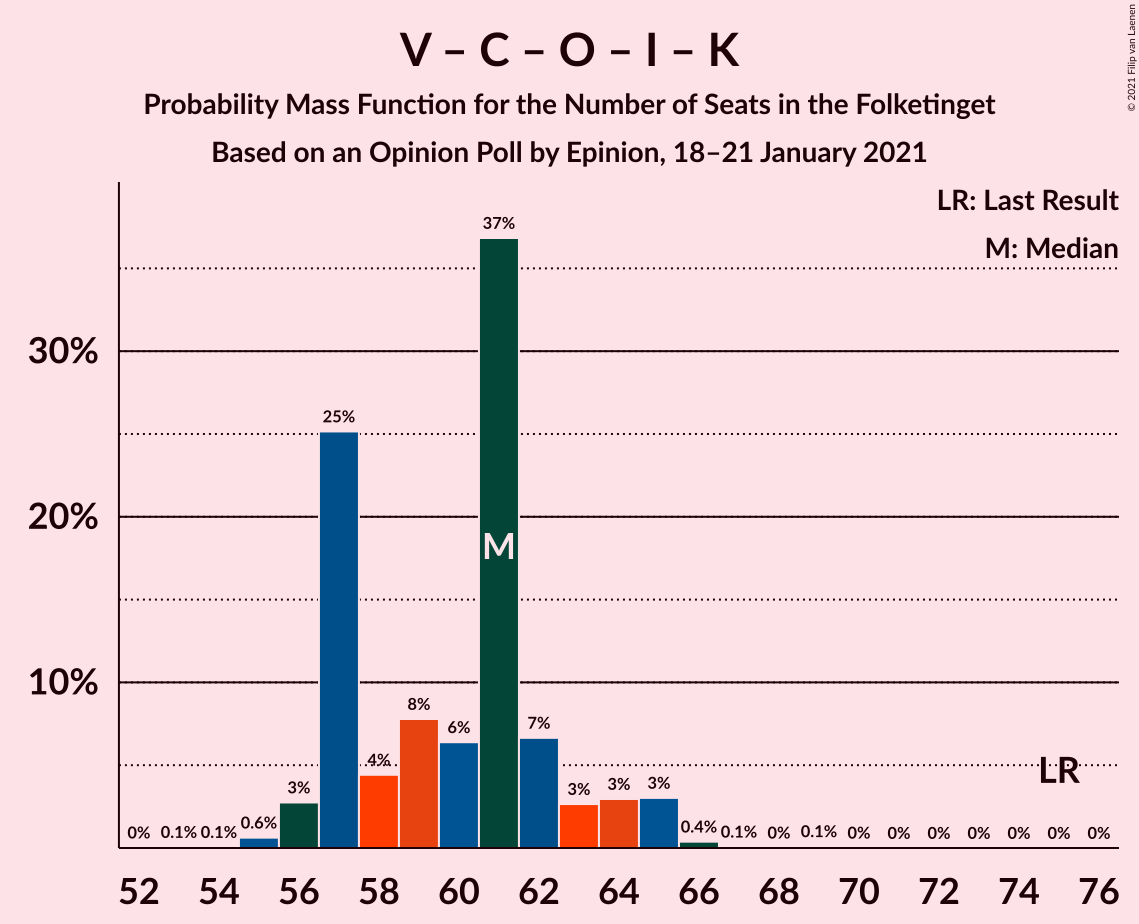 V – C – O – I – K
Probability Mass Function for the Number of Seats in the Folketinget
Based on an Opinion Poll by Epinion, 18–21 January 2021
© 2021 Filip van Laenen
LR: Last Result
M: Median
30%
20%
10%
0% 0.1% 0.1% 0.6% 3% 25% 4% 8% 6% 37% 7% 3% 3% 3% 0.4% 0.1% 0% 0.1% 0% 0% 0% 0% 0% 0% 0%
M
LR
52 54 56 58 60 62 64 66 68 70 72 74 76